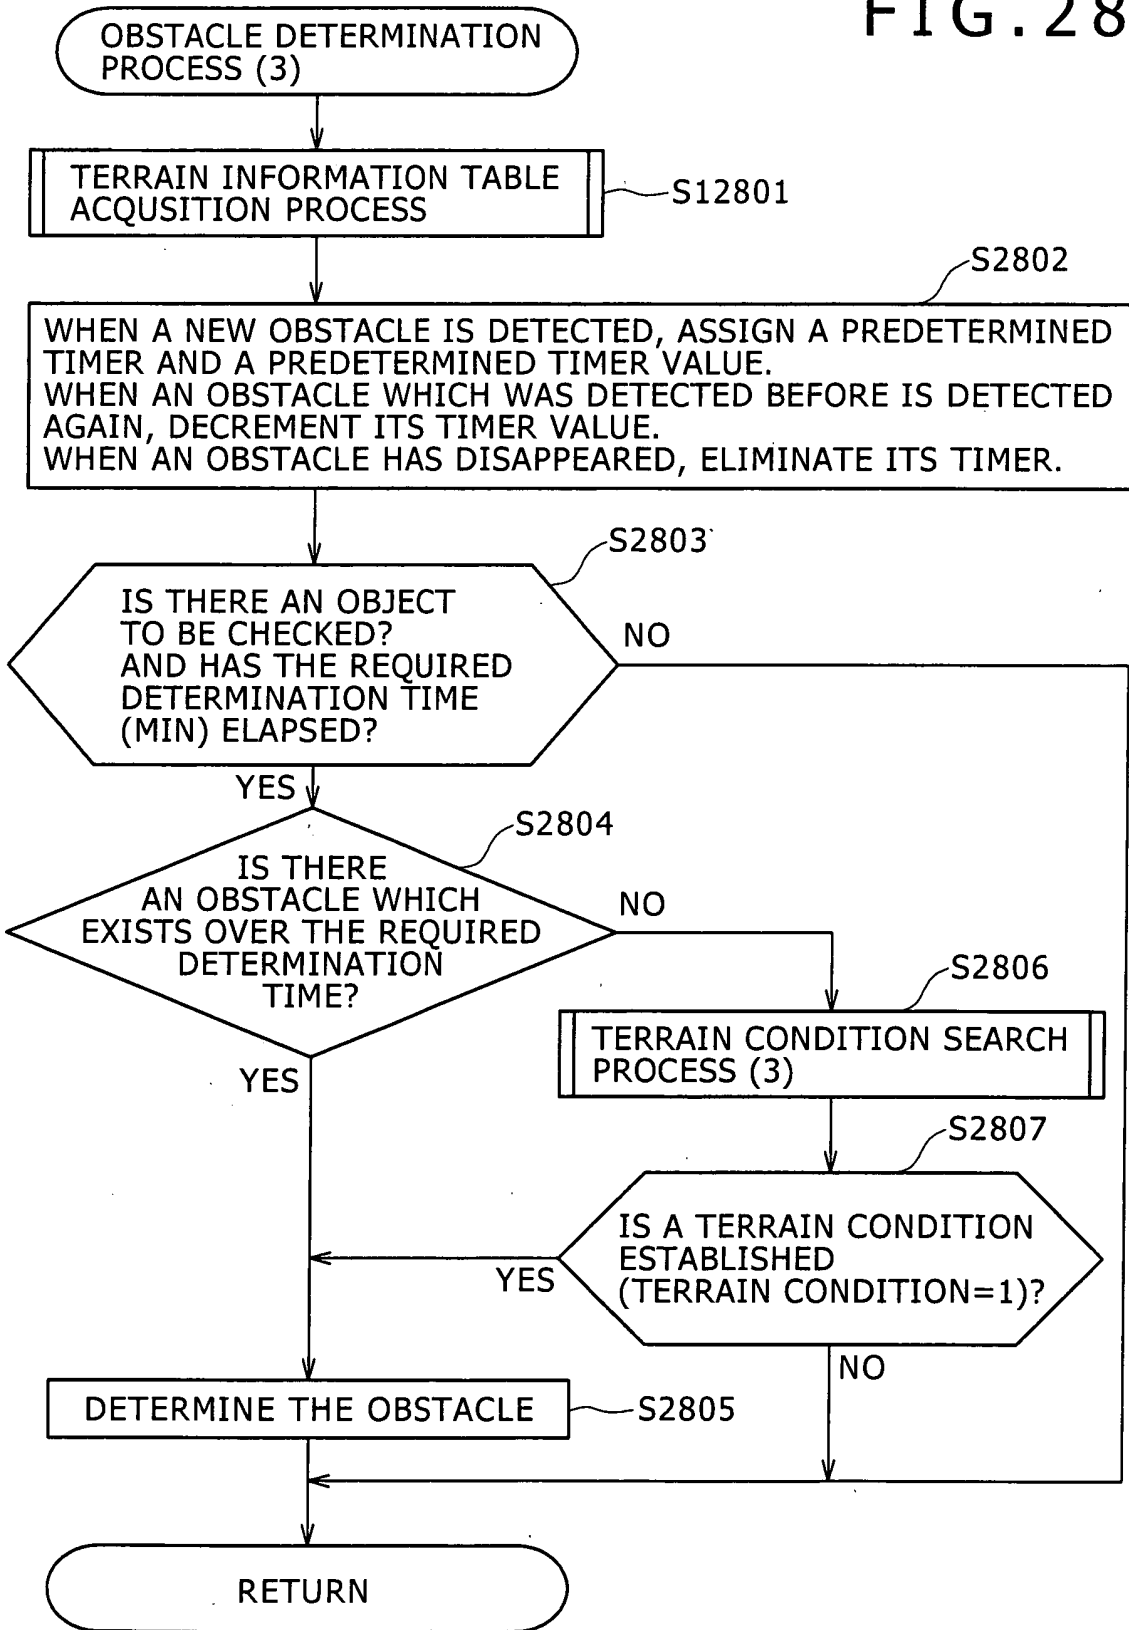 FIG.28
OBSTACLE DETERMINATION
PROCESS (3)
TERRAIN INFORMATION TABLE
ACQUSITION PROCESS
S12801
S2802
WHEN A NEW OBSTACLE IS DETECTED, ASSIGN A PREDETERMINED
TIMER AND A PREDETERMINED TIMER VALUE.
WHEN AN OBSTACLE WHICH WAS DETECTED BEFORE IS DETECTED
AGAIN, DECREMENT ITS TIMER VALUE.
WHEN AN OBSTACLE HAS DISAPPEARED, ELIMINATE ITS TIMER.
S2803
IS THERE AN OBJECT
TO BE CHECKED?
AND HAS THE REQUIRED
DETERMINATION TIME
(MIN) ELAPSED?
NO
YES
S2804
IS THERE
AN OBSTACLE WHICH
EXISTS OVER THE REQUIRED
DETERMINATION
TIME?
NO
YES
S2806
TERRAIN CONDITION SEARCH
PROCESS (3)
S2807
IS A TERRAIN CONDITION
ESTABLISHED
(TERRAIN CONDITION=1)?
YES
NO
DETERMINE THE OBSTACLE
S2805
RETURN